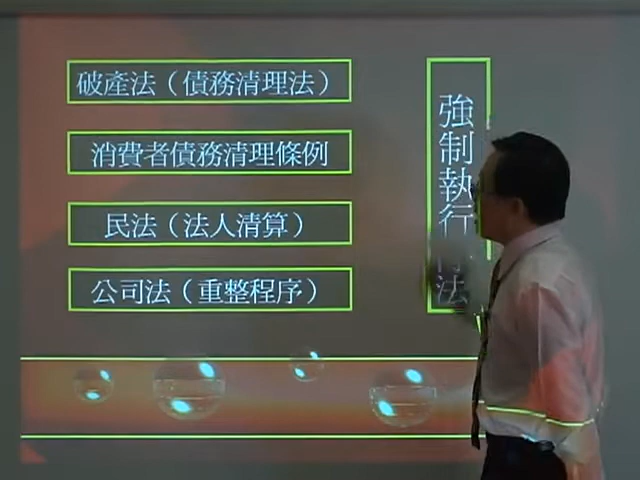 破產法（債務清理法）
消費者債務清理條例
民法（法人清算）
公司法（重整程序）
強制執行法